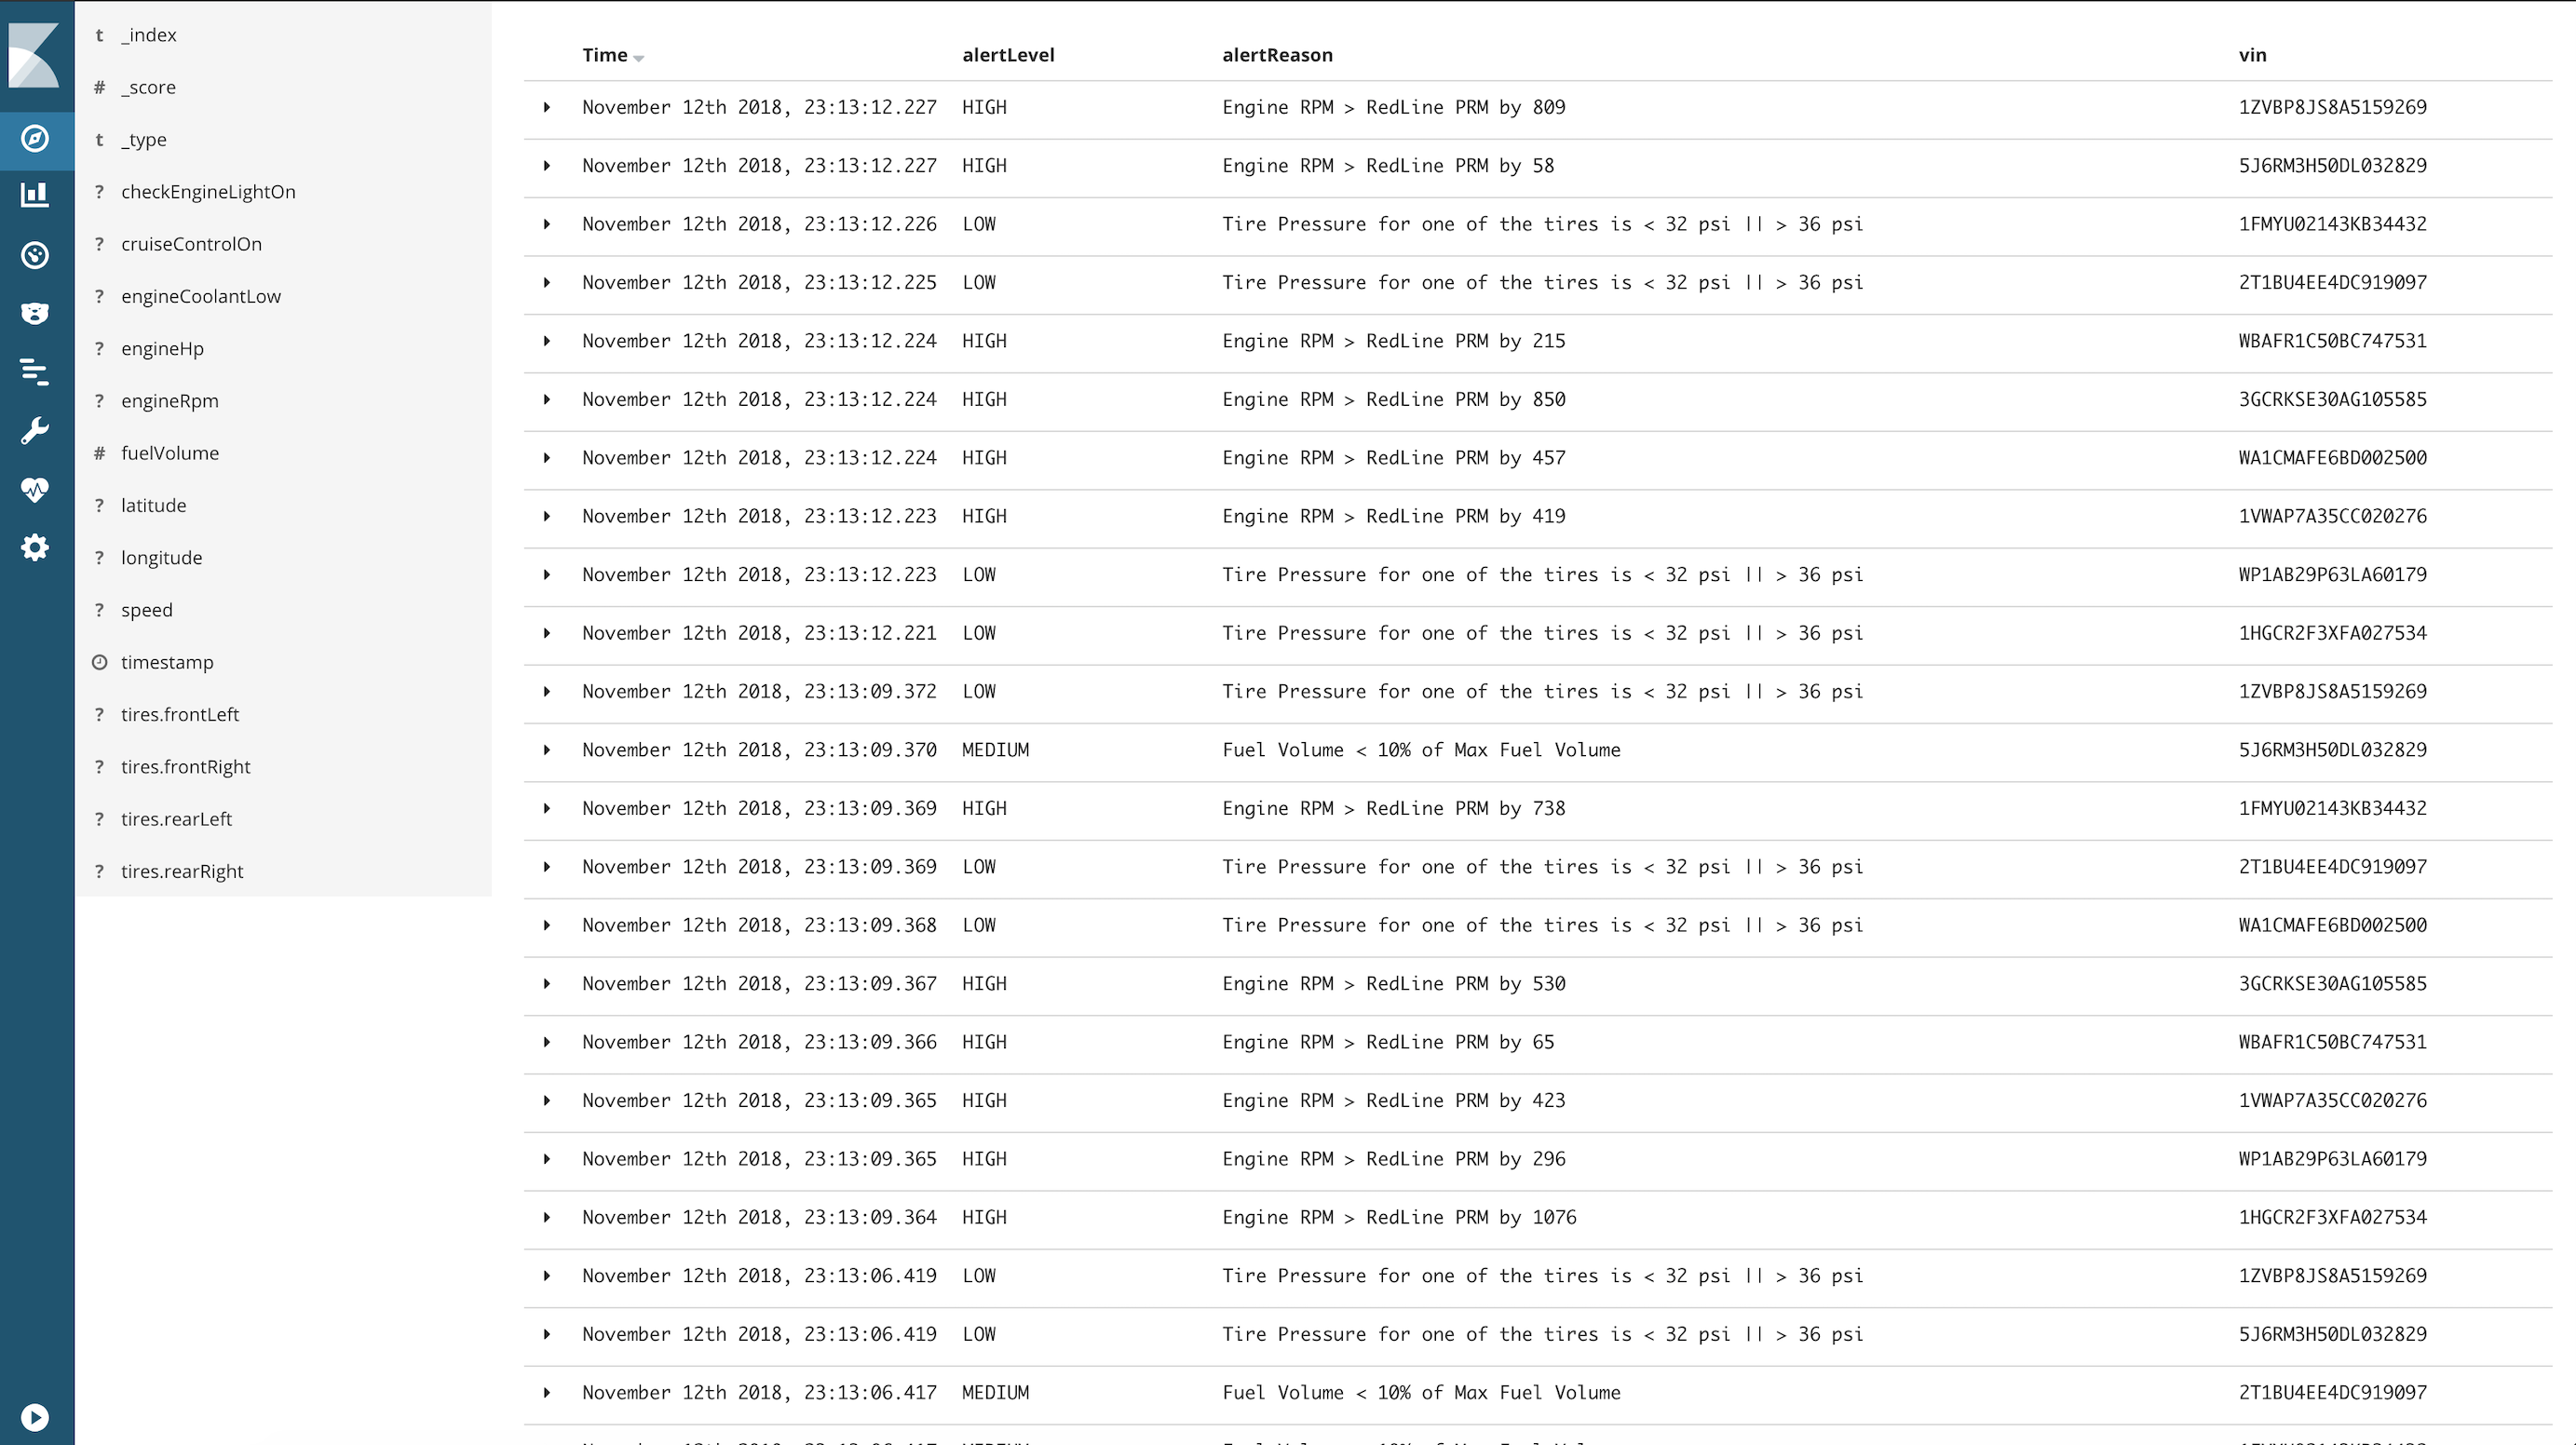 t _index
# _score
t _type
? checkEngineLightOn
? cruiseControlOn
? engineCoolantLow
? engineHp
? engineRpm
# fuelVolume
? latitude
? longitude
? speed
timestamp
? tires.frontLeft
? tires.frontRight
? tires.rearLeft
? tires.rearRight
Time alertLevel alertReason vin
November 12th 2018, 23:13:12.227 HIGH Engine RPM > RedLine PRM by 809 1ZVBP8JS8A5159269
November 12th 2018, 23:13:12.227 HIGH Engine RPM > RedLine PRM by 58 5J6RM3H50DL032829
November 12th 2018, 23:13:12.226 LOW Tire Pressure for one of the tires is < 32 psi || > 36 psi 1FMYU02143KB34432
November 12th 2018, 23:13:12.225 LOW Tire Pressure for one of the tires is < 32 psi || > 36 psi 2T1BU4EE4DC919097
November 12th 2018, 23:13:12.224 HIGH Engine RPM > RedLine PRM by 215 WBAFR1C50BC747531
November 12th 2018, 23:13:12.224 HIGH Engine RPM > RedLine PRM by 850 3GCRKSE30AG105585
November 12th 2018, 23:13:12.224 HIGH Engine RPM > RedLine PRM by 457 WA1CMAFE6BD002500
November 12th 2018, 23:13:12.223 HIGH Engine RPM > RedLine PRM by 419 1VWAP7A35CC020276
November 12th 2018, 23:13:12.223 LOW Tire Pressure for one of the tires is < 32 psi || > 36 psi WP1AB29P63LA60179
November 12th 2018, 23:13:12.221 LOW Tire Pressure for one of the tires is < 32 psi || > 36 psi 1HGCR2F3XFA027534
November 12th 2018, 23:13:09.372 LOW Tire Pressure for one of the tires is < 32 psi || > 36 psi 1ZVBP8JS8A5159269
November 12th 2018, 23:13:09.370 MEDIUM Fuel Volume < 10% of Max Fuel Volume 5J6RM3H50DL032829
November 12th 2018, 23:13:09.369 HIGH Engine RPM > RedLine PRM by 738 1FMYU02143KB34432
November 12th 2018, 23:13:09.369 LOW Tire Pressure for one of the tires is < 32 psi || > 36 psi 2T1BU4EE4DC919097
November 12th 2018, 23:13:09.368 LOW Tire Pressure for one of the tires is < 32 psi || > 36 psi WA1CMAFE6BD002500
November 12th 2018, 23:13:09.367 HIGH Engine RPM > RedLine PRM by 530 3GCRKSE30AG105585
November 12th 2018, 23:13:09.366 HIGH Engine RPM > RedLine PRM by 65 WBAFR1C50BC747531
November 12th 2018, 23:13:09.365 HIGH Engine RPM > RedLine PRM by 423 1VWAP7A35CC020276
November 12th 2018, 23:13:09.365 HIGH Engine RPM > RedLine PRM by 296 WP1AB29P63LA60179
November 12th 2018, 23:13:09.364 HIGH Engine RPM > RedLine PRM by 1076 1HGCR2F3XFA027534
November 12th 2018, 23:13:06.419 LOW Tire Pressure for one of the tires is < 32 psi || > 36 psi 1ZVBP8JS8A5159269
November 12th 2018, 23:13:06.419 LOW Tire Pressure for one of the tires is < 32 psi || > 36 psi 5J6RM3H50DL032829
November 12th 2018, 23:13:06.417 MEDIUM Fuel Volume < 10% of Max Fuel Volume 2T1BU4EE4DC919097